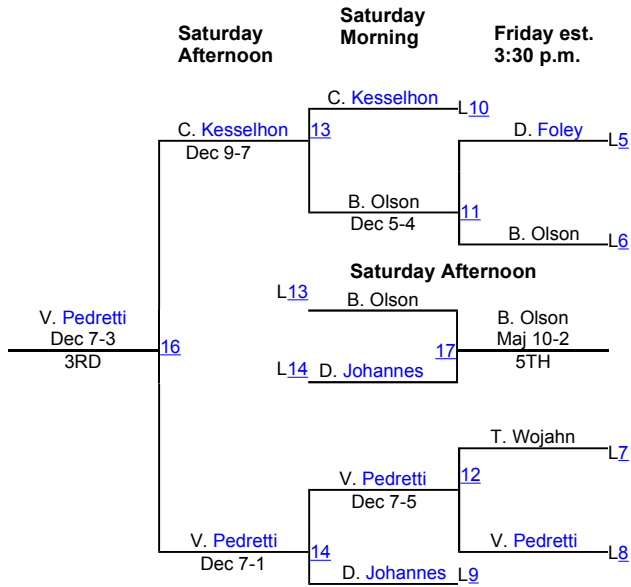 Saturday Afternoon
Saturday Morning
Friday est. 3:30 p.m.
C. Kesselhon
L10
C. Kesselhon
13
D. Foley
L5
Dec 9-7
B. Olson
11
Dec 5-4
B. Olson
L6
Saturday Afternoon
L13
B. Olson
V. Pedretti
B. Olson
Dec 7-3
16
17
Maj 10-2
3RD
5TH
L14
D. Johannes
T. Wojahn
L7
V. Pedretti
12
Dec 7-5
V. Pedretti
14
V. Pedretti
L8
Dec 7-1
D. Johannes
L9